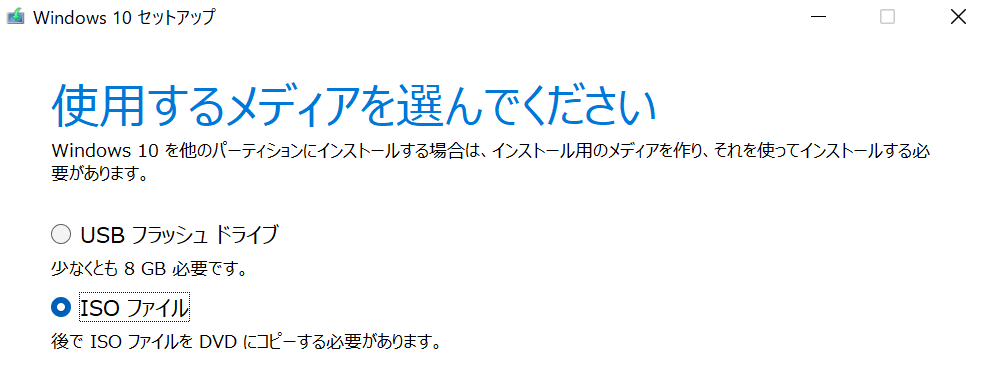 Windows 10 セットアップ
使用するメディアを選んでください
Windows 10 を他のパーティションにインストールする場合は、インストール用のメディアを作り、それを使ってインストールする必
要があります。
USB フラッシュ ドライブ
少なくとも 8 GB 必要です。
ISO ファイル
後で ISO ファイルを DVD にコピーする必要があります。